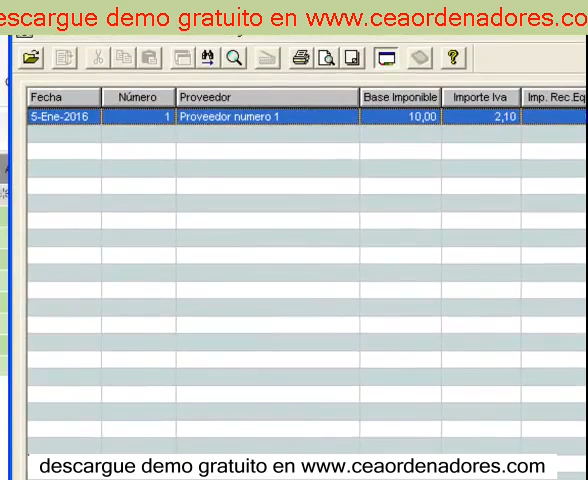 escargue demo gratuito en www.ceaordenadores.co
Fecha Número Proveedor Base Imponible Importe Iva Imp. Rec.Eq
5-Ene-2016 1 Proveedor numero 1 10,00 2,10
descargue demo gratuito en www.ceaordenadores.com